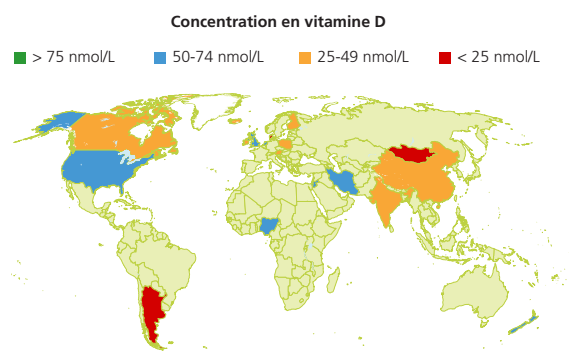 Concentration en vitamine D
> 75 nmol/L 50-74 nmol/L 25-49 nmol/L < 25 nmol/L